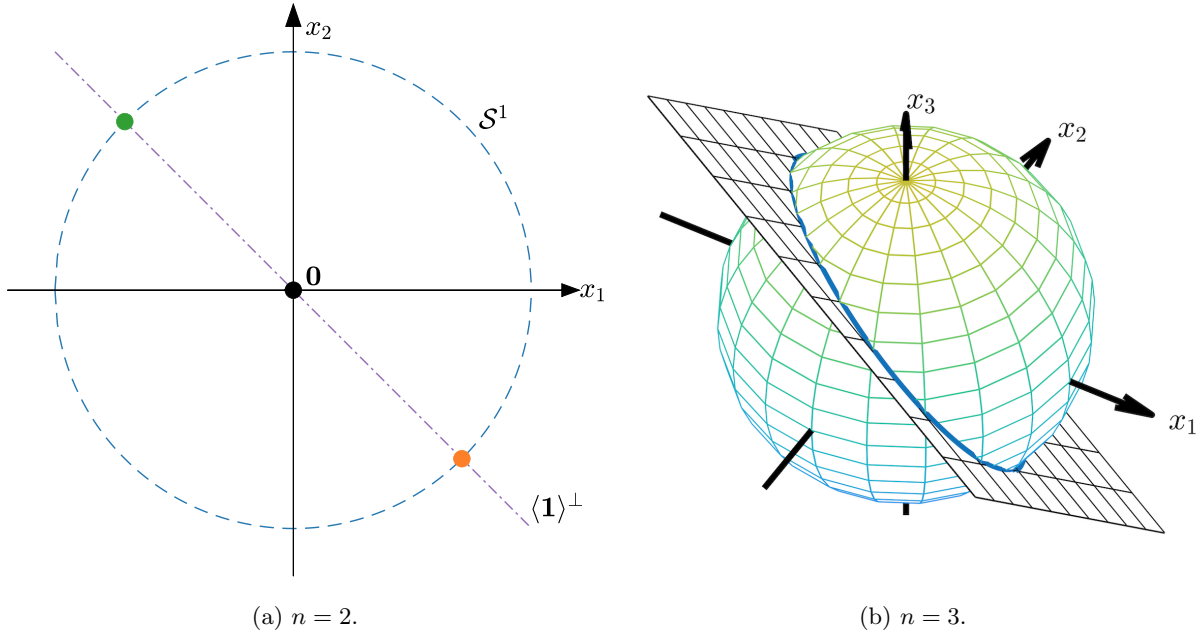 x₂
𝒮¹
𝟎
x₁
⟨𝟏⟩^⊥
(a) n = 2.
x₃
x₂
x₁
(b) n = 3.